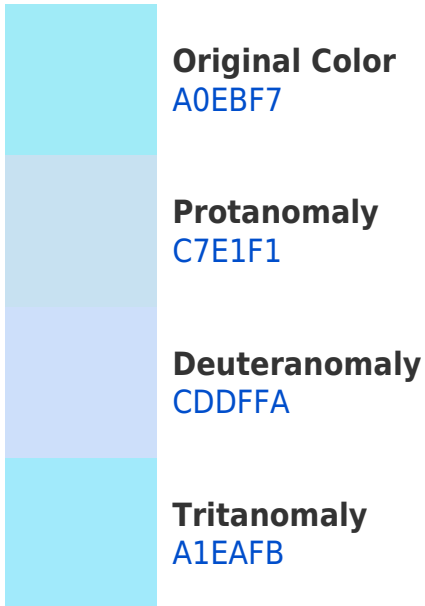 Original Color
A0EBF7
Protanomaly
C7E1F1
Deuteranomaly
CDDFFA
Tritanomaly
A1EAFB